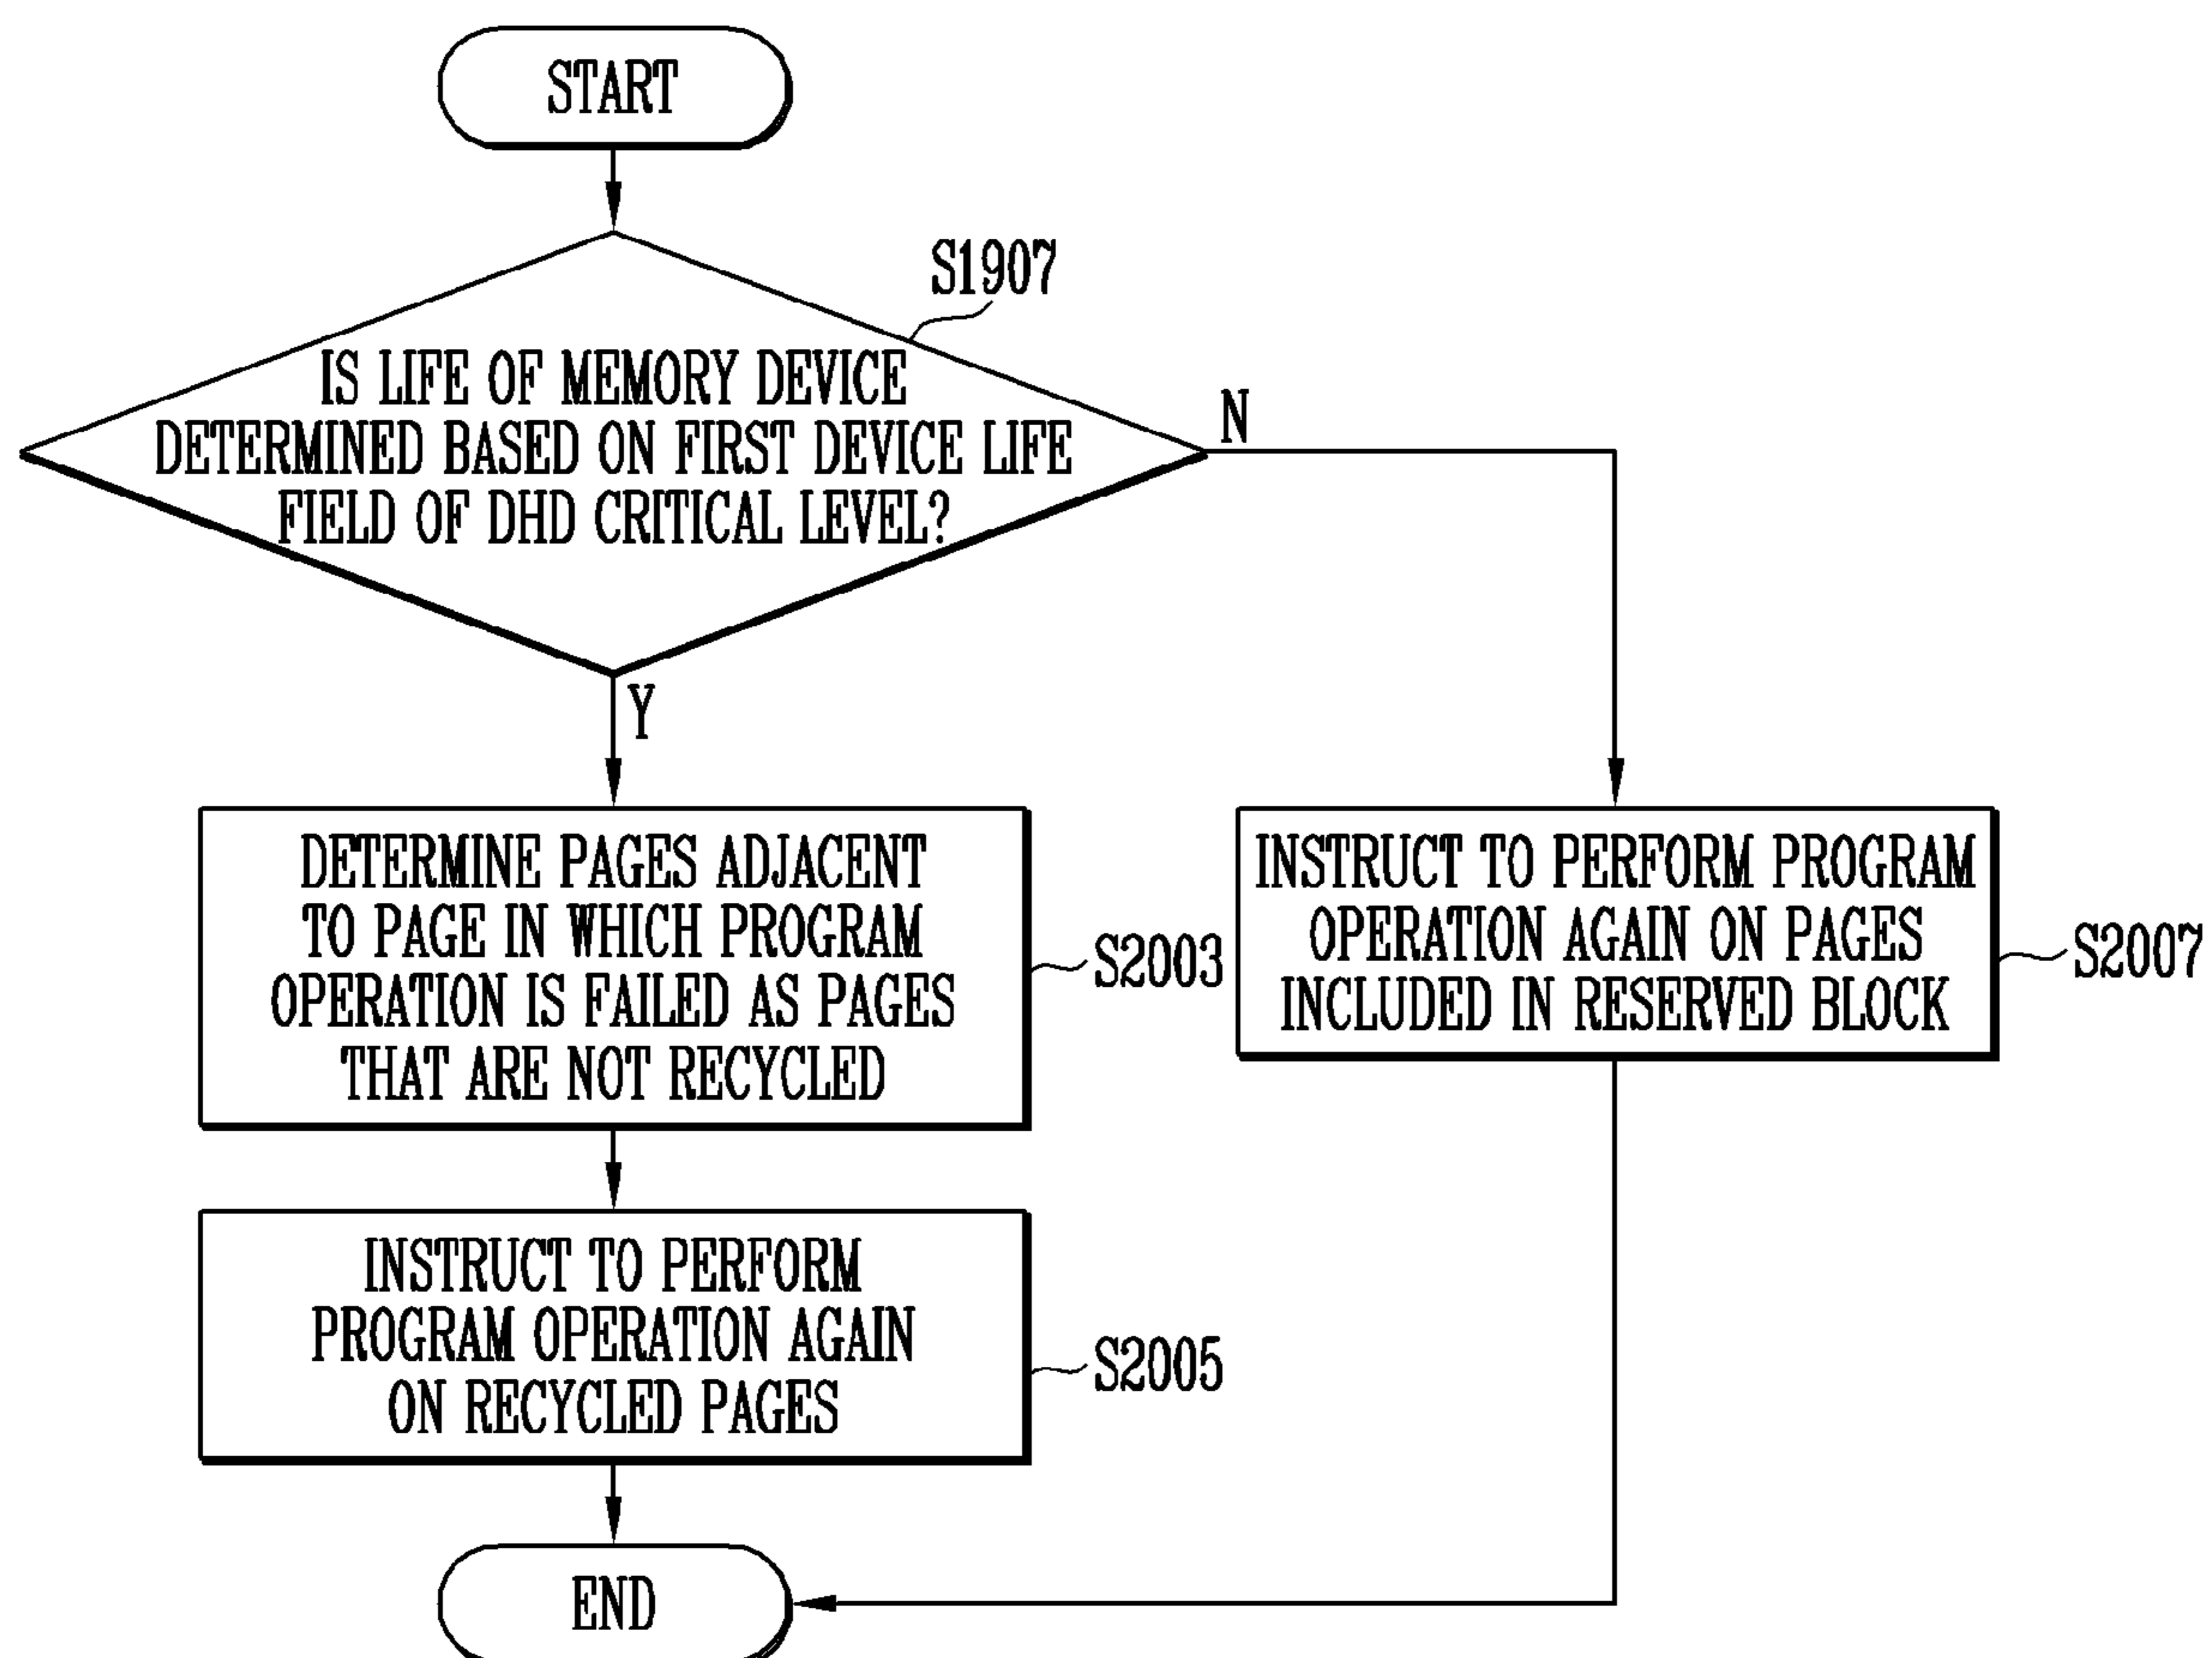 START
S1907
IS LIFE OF MEMORY DEVICE
DETERMINED BASED ON FIRST DEVICE LIFE
FIELD OF DHD CRITICAL LEVEL?
N
Y
DETERMINE PAGES ADJACENT
TO PAGE IN WHICH PROGRAM
OPERATION IS FAILED AS PAGES
THAT ARE NOT RECYCLED
S2003
INSTRUCT TO PERFORM PROGRAM
OPERATION AGAIN ON PAGES
INCLUDED IN RESERVED BLOCK
S2007
INSTRUCT TO PERFORM
PROGRAM OPERATION AGAIN
ON RECYCLED PAGES
S2005
END